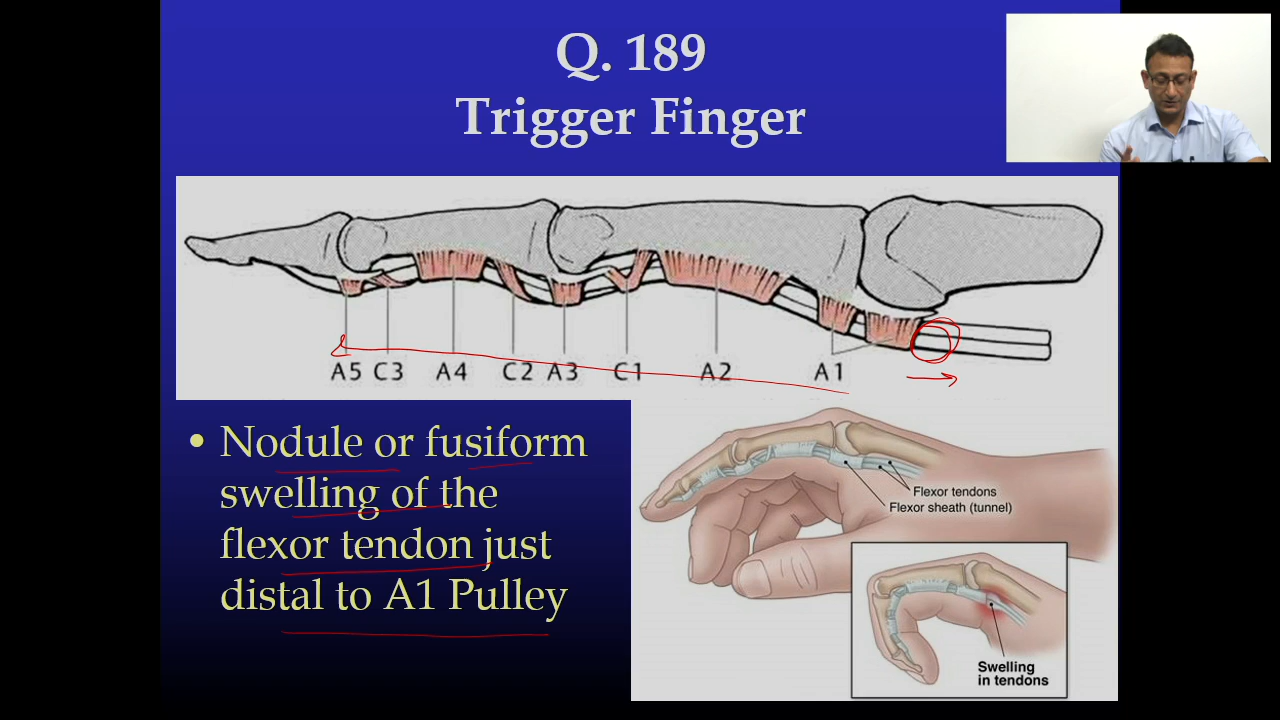 Q. 189
Trigger Finger
A5 C3 A4 C2 A3 C1 A2 A1
• Nodule or fusiform
swelling of the
flexor tendon just
distal to A1 Pulley
Flexor tendons
Flexor sheath (tunnel)
Swelling
in tendons